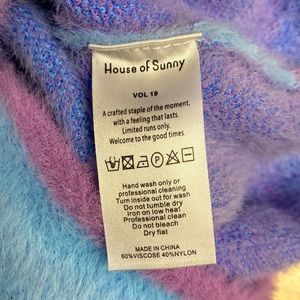 House of Sunny
VOL 19
A crafted staple of the moment,
with a feeling that lasts.
Limited runs only.
Welcome to the good times.
Hand wash only or
professional cleaning
Turn inside out for wash
Do not tumble dry
Iron on low heat
Professional clean
Do not bleach
Dry flat
MADE IN CHINA
60%VISCOSE 40%NYLON